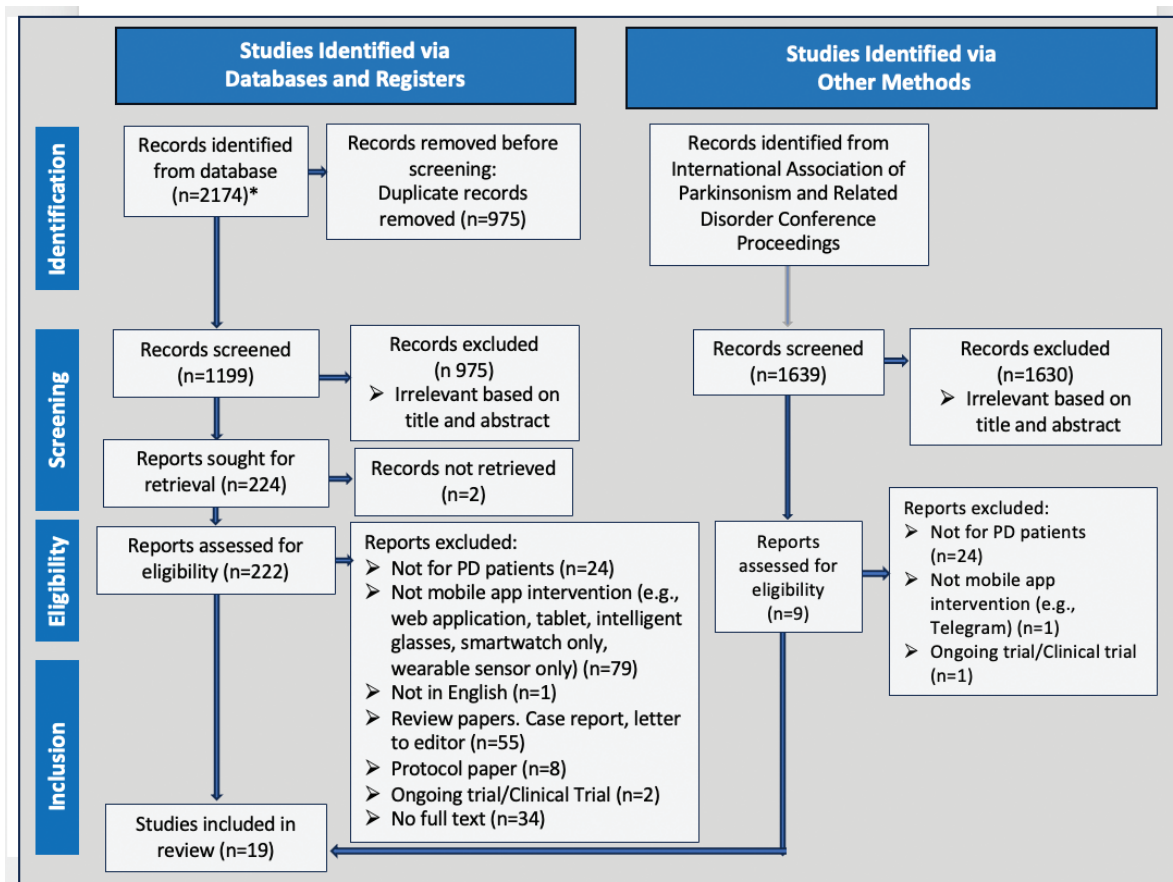 Studies Identified via
Databases and Registers
Studies Identified via
Other Methods
Identification
Records identified
from database
(n=2174)*
Records removed before
screening:
Duplicate records
removed (n=975)
Records identified from
International Association of
Parkinsonism and Related
Disorder Conference
Proceedings
Screening
Records screened
(n=1199)
Records excluded
(n 975)
➢ Irrelevant based on
title and abstract
Records screened
(n=1639)
Records excluded
(n=1630)
➢ Irrelevant based on
title and abstract
Reports sought for
retrieval (n=224)
Records not retrieved
(n=2)
Eligibility
Reports assessed for
eligibility (n=222)
Reports excluded:
➢ Not for PD patients (n=24)
➢ Not mobile app intervention (e.g.,
web application, tablet, intelligent
glasses, smartwatch only,
wearable sensor only) (n=79)
➢ Not in English (n=1)
➢ Review papers. Case report, letter
to editor (n=55)
➢ Protocol paper (n=8)
➢ Ongoing trial/Clinical Trial (n=2)
➢ No full text (n=34)
Reports
assessed for
eligibility
(n=9)
Reports excluded:
➢ Not for PD patients
(n=24)
➢ Not mobile app
intervention (e.g.,
Telegram) (n=1)
➢ Ongoing trial/Clinical trial
(n=1)
Inclusion
Studies included in
review (n=19)